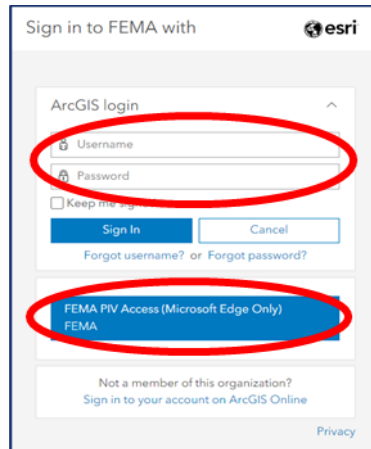 Sign in to FEMA with
esri
ArcGIS login
Username
Password
Keep me sig
Sign In
Cancel
Forgot username? or Forgot password?
FEMA PIV Access (Microsoft Edge Only)
FEMA
Not a member of this organization?
Sign in to your account on ArcGIS Online
Privacy